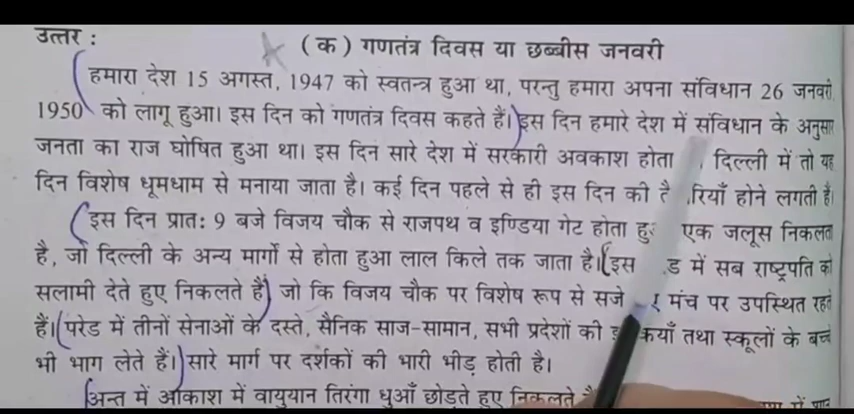 उत्तर :
(क) गणतंत्र दिवस या छब्बीस जनवरी
हमारा देश 15 अगस्त, 1947 को स्वतन्त्र हुआ था, परन्तु हमारा अपना संविधान 26 जनवरी
1950 को लागू हुआ। इस दिन को गणतंत्र दिवस कहते हैं। इस दिन हमारे देश में संविधान के अनुसार
जनता का राज घोषित हुआ था। इस दिन सारे देश में सरकारी अवकाश होता दिल्ली में तो यह
दिन विशेष धूमधाम से मनाया जाता है। कई दिन पहले से ही इस दिन की होने लगती है।
इस दिन प्रातः 9 बजे विजय चौक से राजपथ व इण्डिया गेट होता एक जलूस निकलता
है, जो दिल्ली के अन्य मार्गो से होता हुआ लाल किले तक जाता है। इस में सब राष्ट्रपति को
सलामी देते हुए निकलते हैं जो कि विजय चौक पर विशेष रूप से सजे मंच पर उपस्थित रहते
हैं। परेड में तीनों सेनाओं के दस्ते, सैनिक साज-सामान, सभी प्रदेशों की तथा स्कूलों के बच्चे
भी भाग लेते हैं। सारे मार्ग पर दर्शकों की भारी भीड़ होती है।
अन्त में आकाश में वायुयान तिरंगा धुआँ छोड़ते हुए निकलते